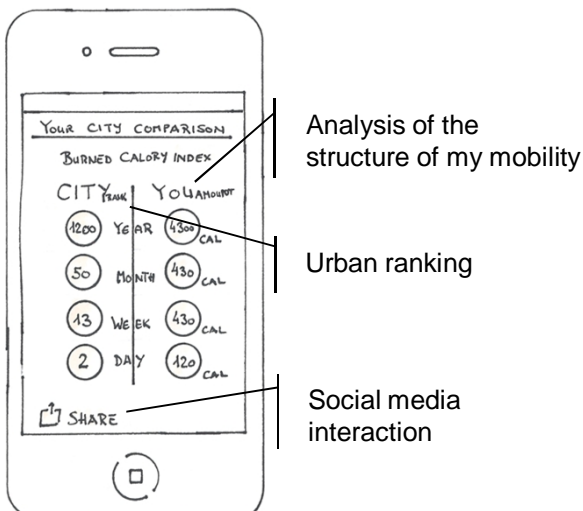 YOUR CITY COMPARISON
BURNED CALORY INDEX
CITY RANK YOU AMOUNT
1200 YEAR 4300 CAL
50 MONTH 430 CAL
13 WEEK 430 CAL
2 DAY 120 CAL
SHARE
Analysis of the
structure of my mobility
Urban ranking
Social media
interaction